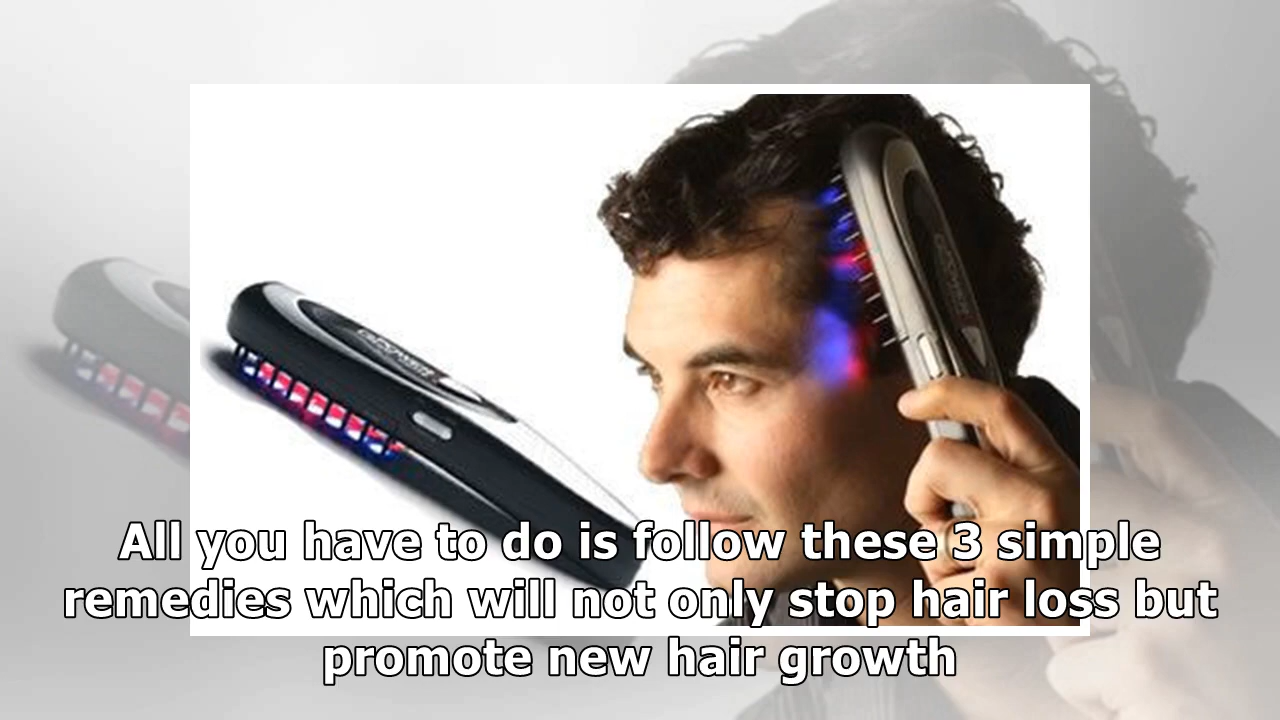 All you have to do is follow these 3 simple
remedies which will not only stop hair loss but
promote new hair growth